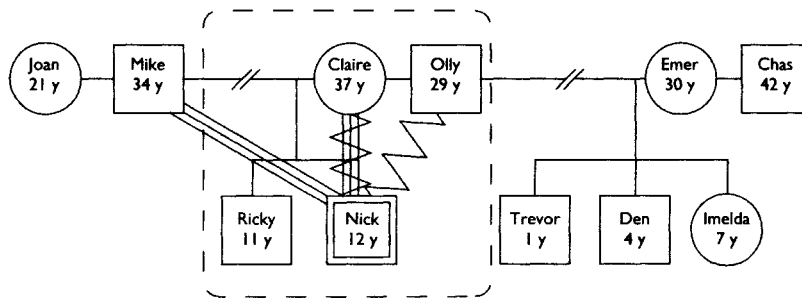 Joan
21 y
Mike
34 y
Claire
37 y
Olly
29 y
Emer
30 y
Chas
42 y
Ricky
11 y
Nick
12 y
Trevor
1 y
Den
4 y
Imelda
7 y